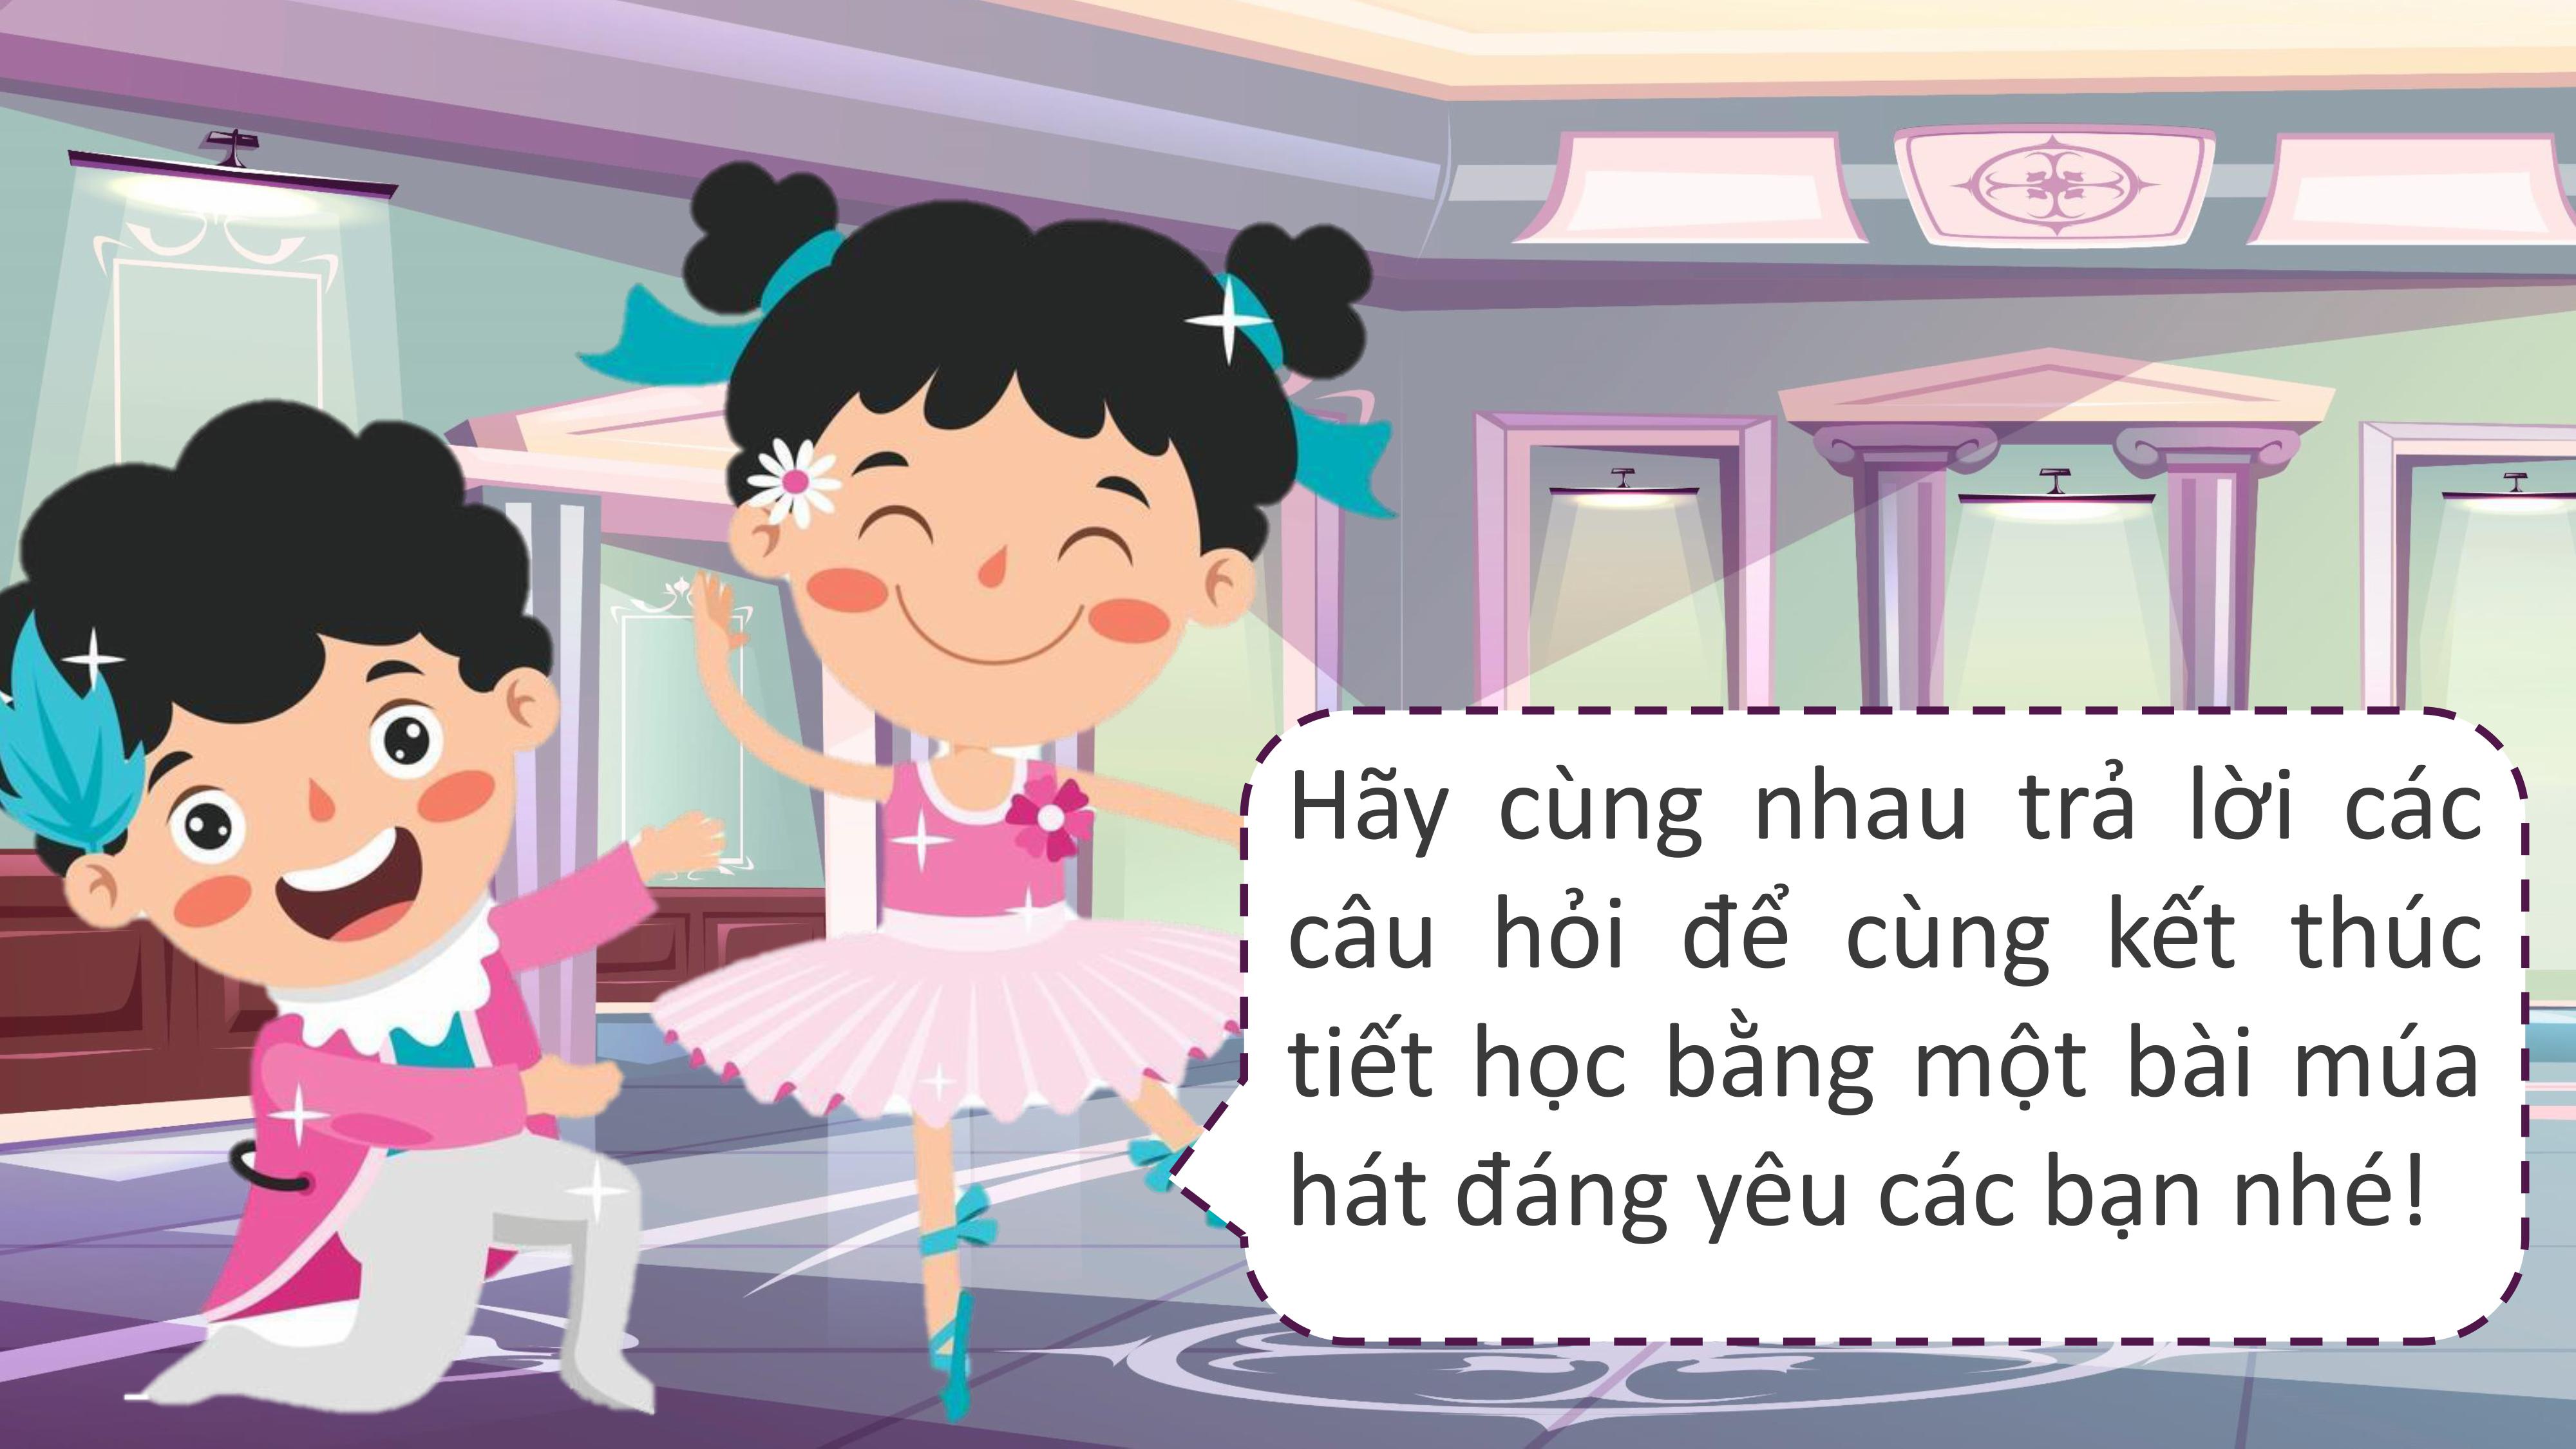 Hãy cùng nhau trả lời các
câu hỏi để cùng kết thúc
tiết học bằng một bài múa
hát đáng yêu các bạn nhé!